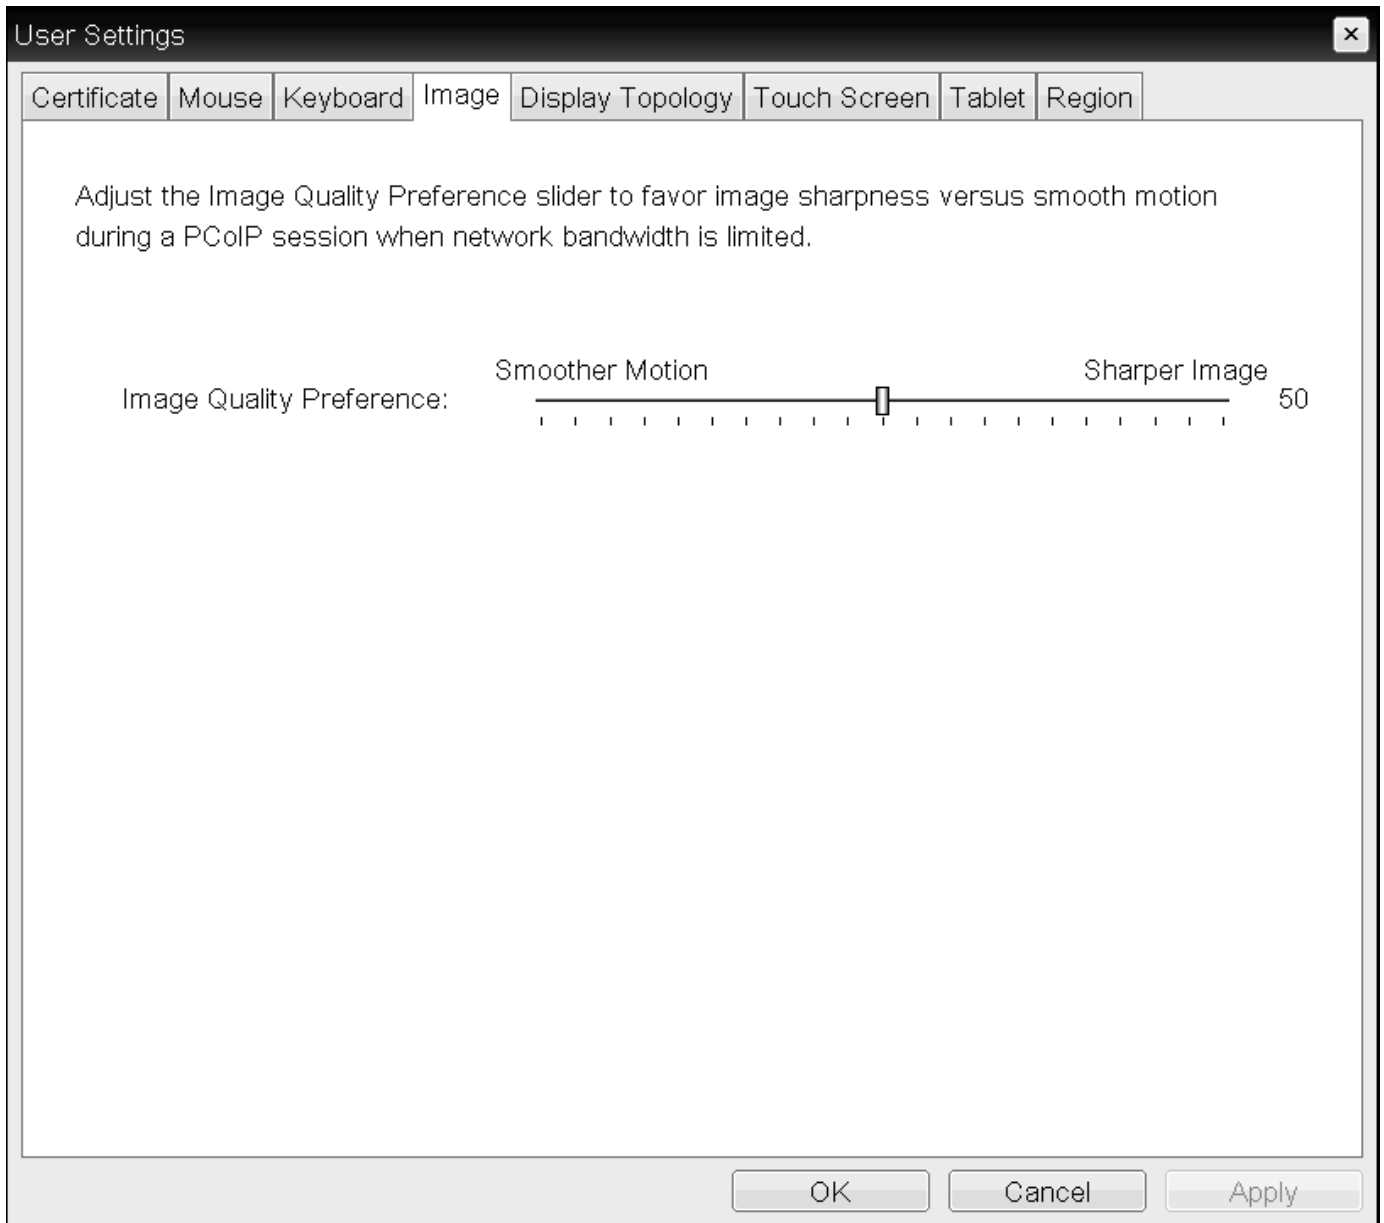 User Settings
Certificate Mouse Keyboard Image Display Topology Touch Screen Tablet Region
Adjust the Image Quality Preference slider to favor image sharpness versus smooth motion
during a PCoIP session when network bandwidth is limited.
Smoother Motion Sharper Image
Image Quality Preference: 50
OK Cancel Apply